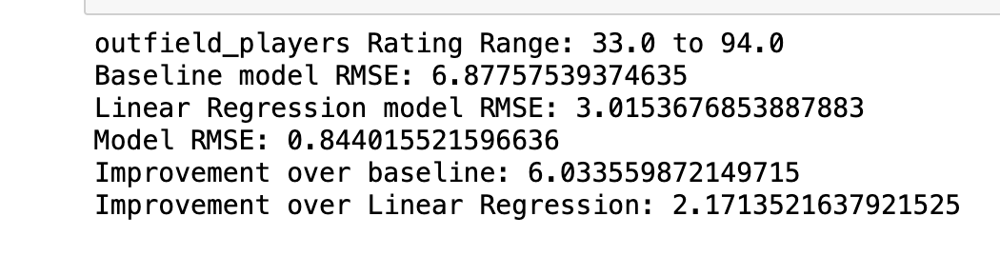 outfield_players Rating Range: 33.0 to 94.0
Baseline model RMSE: 6.87757539374635
Linear Regression model RMSE: 3.0153676853887883
Model RMSE: 0.844015521596636
Improvement over baseline: 6.033559872149715
Improvement over Linear Regression: 2.1713521637921525